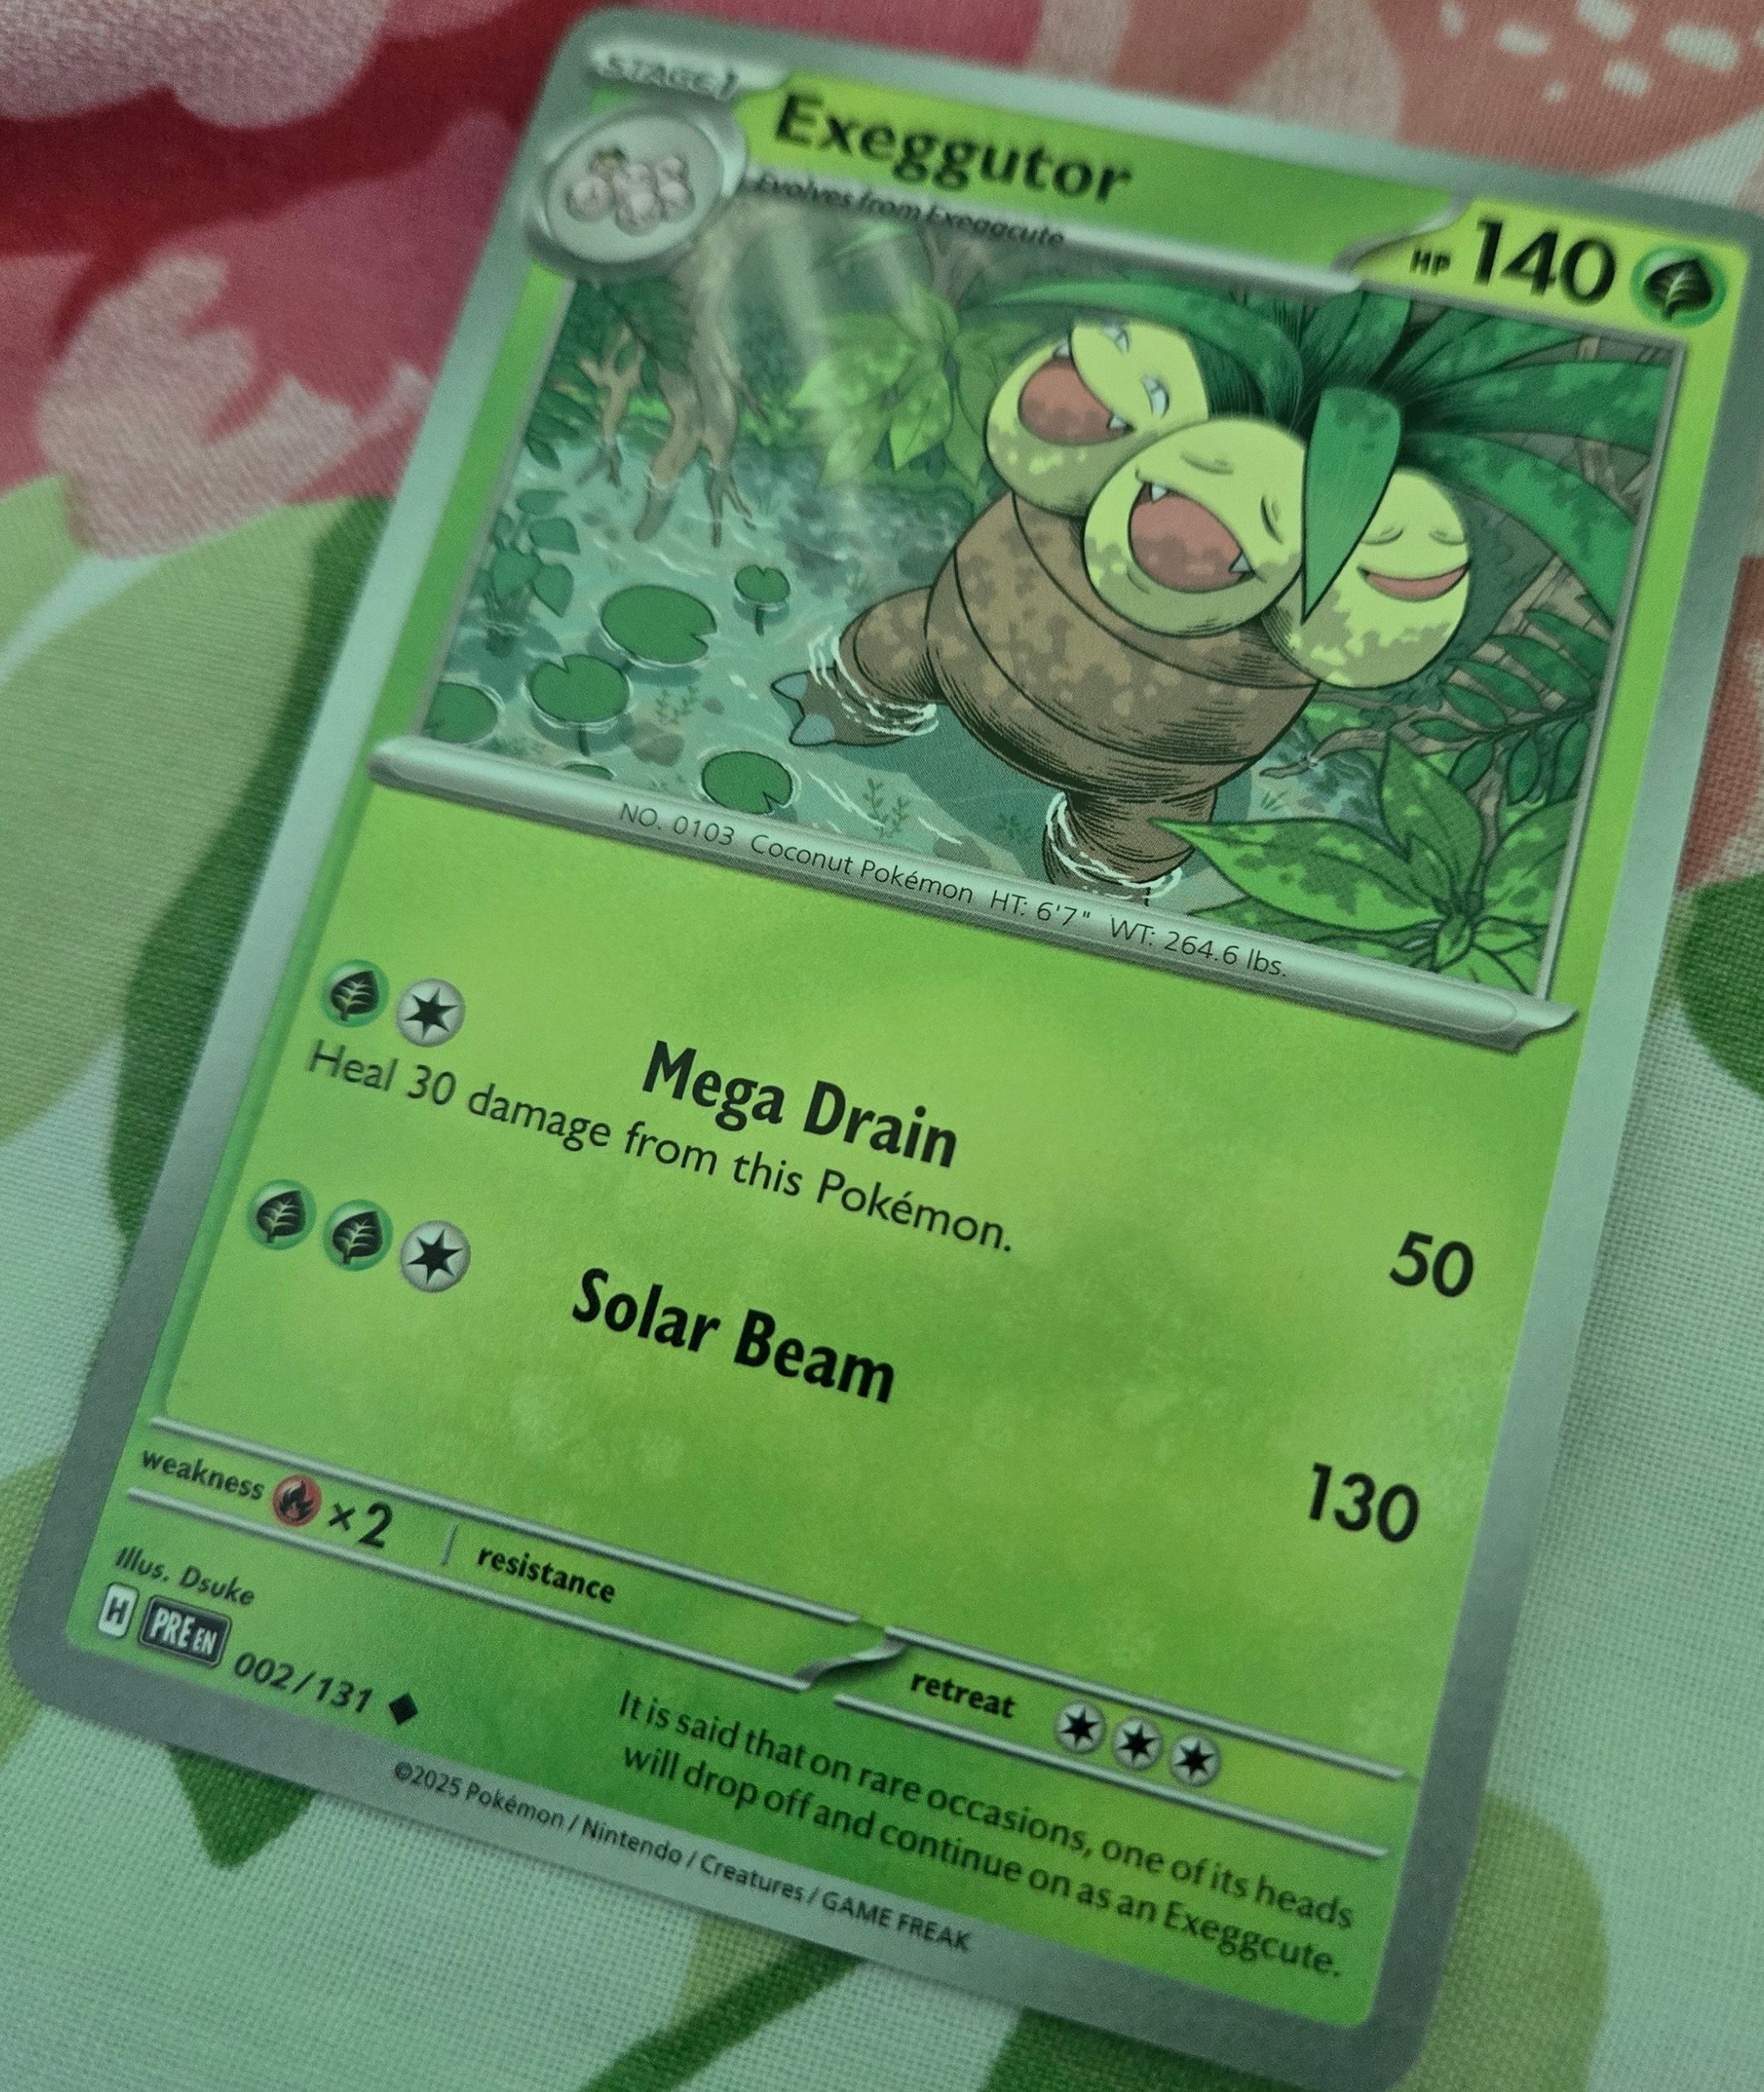 STAGE 1
Exeggutor
Evolves from Exeggcute
HP 140
NO. 0103 Coconut Pokémon HT: 6'7" WT: 264.6 lbs.
Mega Drain 50
Heal 30 damage from this Pokémon.
Solar Beam 130
weakness ×2 resistance
retreat
Illus. Dsuke
H PRE EN 002/131
It is said that on rare occasions, one of its heads
will drop off and continue on as an Exeggcute.
©2025 Pokémon / Nintendo / Creatures / GAME FREAK